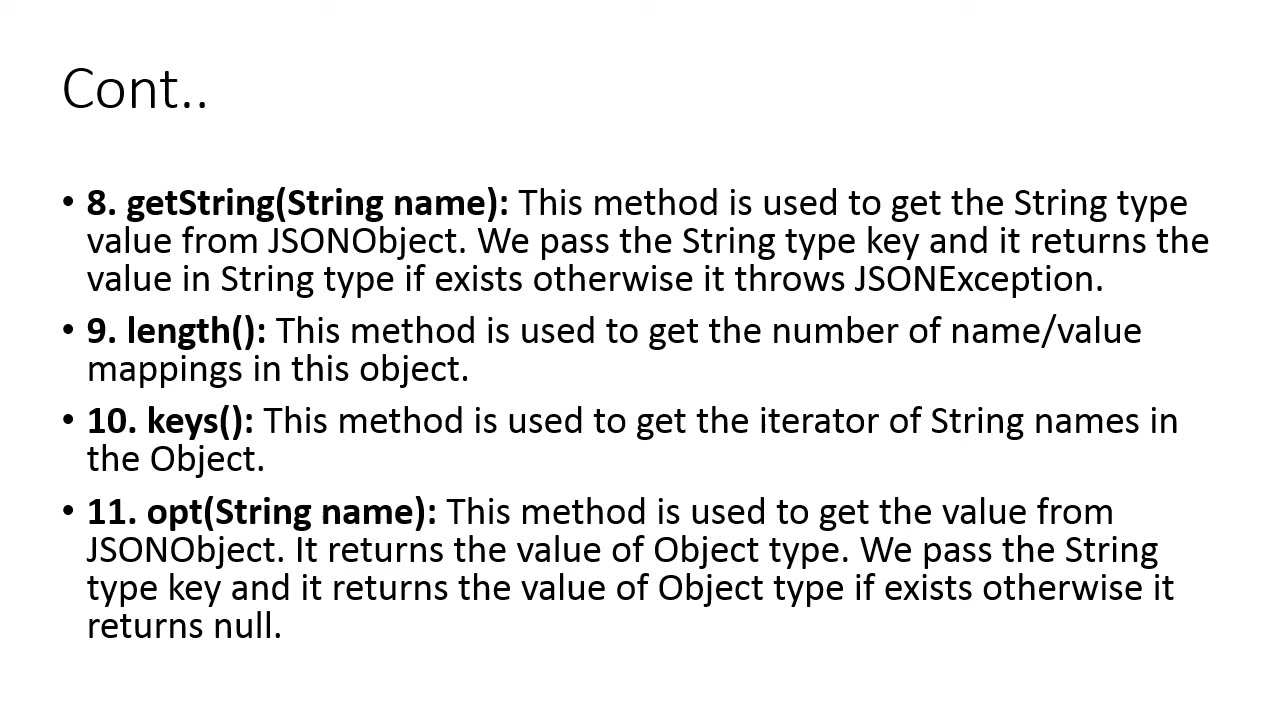 Cont..
• 8. getString(String name): This method is used to get the String type
value from JSONObject. We pass the String type key and it returns the
value in String type if exists otherwise it throws JSONException.
• 9. length(): This method is used to get the number of name/value
mappings in this object.
• 10. keys(): This method is used to get the iterator of String names in
the Object.
• 11. opt(String name): This method is used to get the value from
JSONObject. It returns the value of Object type. We pass the String
type key and it returns the value of Object type if exists otherwise it
returns null.